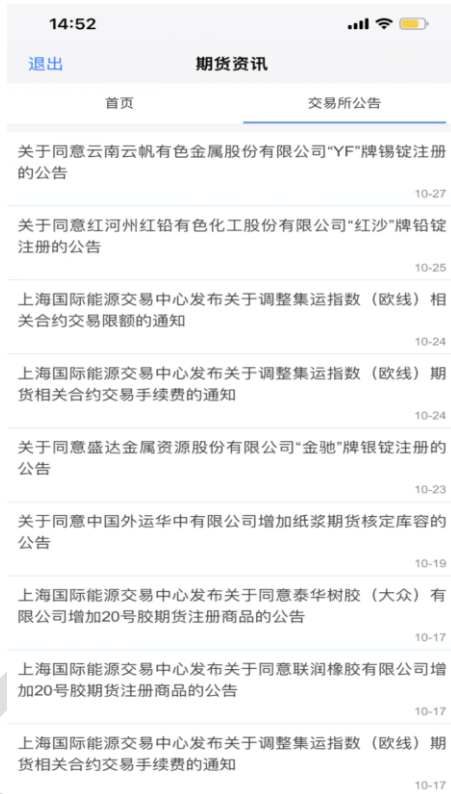 14:52
退出
期货资讯
首页
交易所公告
关于同意云南云帆有色金属股份有限公司“YF”牌锡锭注册
的公告
10-27
关于同意红河州红铅有色化工股份有限公司“红沙”牌铅锭
注册的公告
10-25
上海国际能源交易中心发布关于调整集运指数（欧线）相
关合约交易限额的通知
10-24
上海国际能源交易中心发布关于调整集运指数（欧线）期
货相关合约交易手续费的通知
10-24
关于同意盛达金属资源股份有限公司“金驰”牌银锭注册的
公告
10-23
关于同意中国外运华中有限公司增加纸浆期货核定库容的
公告
10-19
上海国际能源交易中心发布关于同意泰华树胶（大众）有
限公司增加20号胶期货注册商品的公告
10-17
上海国际能源交易中心发布关于同意联润橡胶有限公司增
加20号胶期货注册商品的公告
10-17
上海国际能源交易中心发布关于调整集运指数（欧线）期
货相关合约交易手续费的通知
10-17